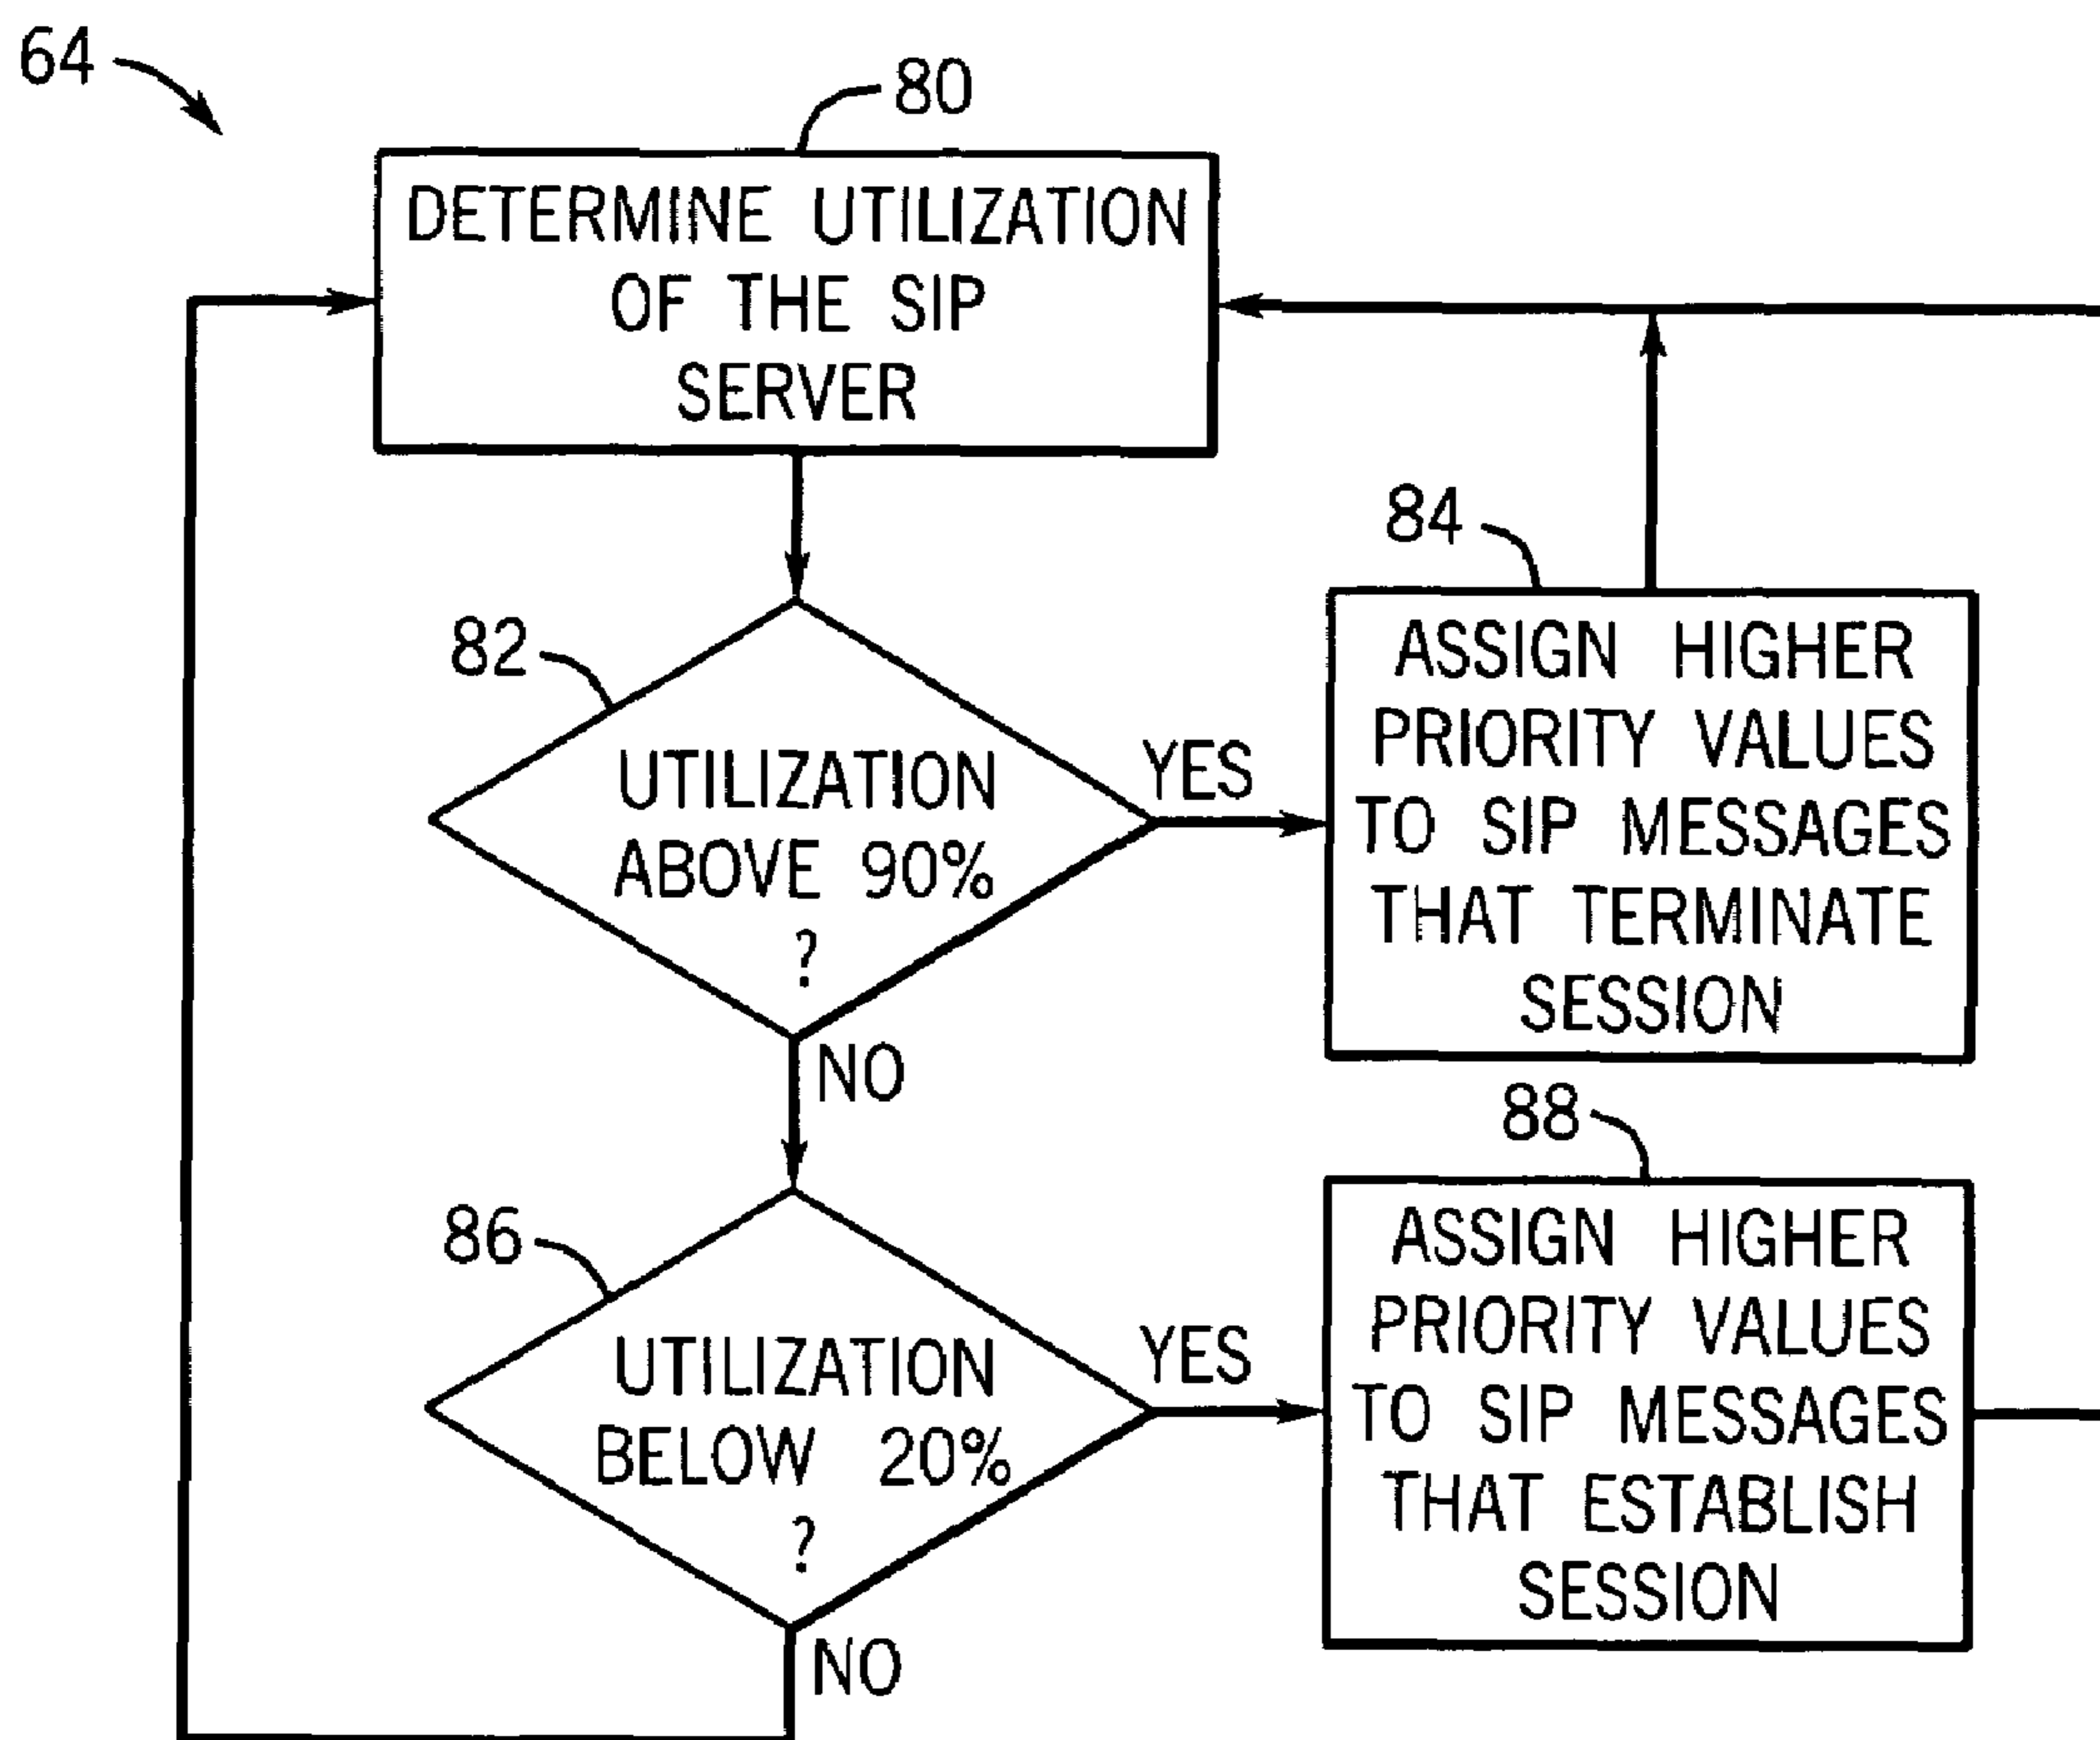 64
80
DETERMINE UTILIZATION
OF THE SIP
SERVER
82
UTILIZATION
ABOVE 90%
?
YES
NO
84
ASSIGN HIGHER
PRIORITY VALUES
TO SIP MESSAGES
THAT TERMINATE
SESSION
86
UTILIZATION
BELOW 20%
?
YES
NO
88
ASSIGN HIGHER
PRIORITY VALUES
TO SIP MESSAGES
THAT ESTABLISH
SESSION